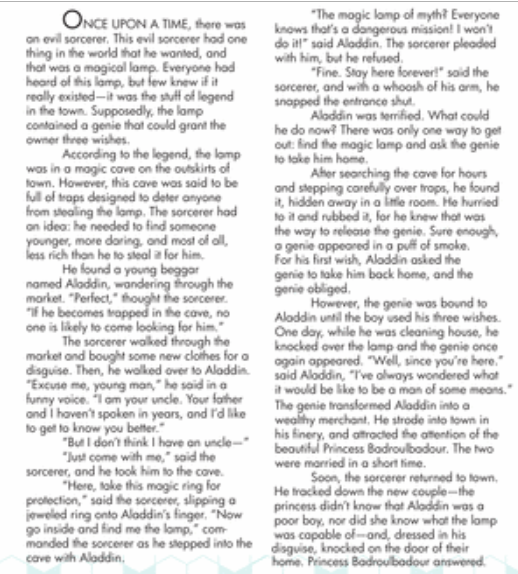 ONCE UPON A TIME, there was
an evil sorcerer. This evil sorcerer had one
thing in the world that he wanted, and
that was a magical lamp. Everyone had
heard of this lamp, but few knew if it
really existed—it was the stuff of legend
in the town. Supposedly, the lamp
contained a genie that could grant the
owner three wishes.
According to the legend, the lamp
was in a magic cave on the outskirts of
town. However, this cave was said to be
full of traps designed to deter anyone
from stealing the lamp. The sorcerer had
an idea: he needed to find someone
younger, more daring, and most of all,
less rich than he to steal it for him.
He found a young beggar
named Aladdin, wandering through the
market. "Perfect," thought the sorcerer.
"If he becomes trapped in the cave, no
one is likely to come looking for him."
The sorcerer walked through the
market and bought some new clothes for a
disguise. Then, he walked over to Aladdin.
"Excuse me, young man," he said in a
funny voice. "I am your uncle. Your father
and I haven't spoken in years, and I'd like
to get to know you better."
"But I don't think I have an uncle—"
"Just come with me," said the
sorcerer, and he took him to the cave.
"Here, take this magic ring for
protection," said the sorcerer, slipping a
jeweled ring onto Aladdin's finger. "Now
go inside and find me the lamp," com-
manded the sorcerer as he stepped into the
cave with Aladdin.
"The magic lamp of myth? Everyone
knows that's a dangerous mission! I won't
do it!" said Aladdin. The sorcerer pleaded
with him, but he refused.
"Fine. Stay here forever!" said the
sorcerer, and with a whoosh of his arm, he
snapped the entrance shut.
Aladdin was terrified. What could
he do now? There was only one way to get
out: find the magic lamp and ask the genie
to take him home.
After searching the cave for hours
and stepping carefully over traps, he found
it, hidden away in a little room. He hurried
to it and rubbed it, for he knew that was
the way to release the genie. Sure enough,
a genie appeared in a puff of smoke.
For his first wish, Aladdin asked the
genie to take him back home, and the
genie obliged.
However, the genie was bound to
Aladdin until the boy used his three wishes.
One day, while he was cleaning house, he
knocked over the lamp and the genie once
again appeared. "Well, since you're here."
said Aladdin, "I've always wondered what
it would be like to be a man of some means."
The genie transformed Aladdin into a
wealthy merchant. He strode into town in
his finery, and attracted the attention of the
beautiful Princess Badroulbadour. The two
were married in a short time.
Soon, the sorcerer returned to town.
He tracked down the new couple—the
princess didn't know that Aladdin was a
poor boy, nor did she know what the lamp
was capable of—and, dressed in his
disguise, knocked on the door of their
home. Princess Badroulbadour answered.